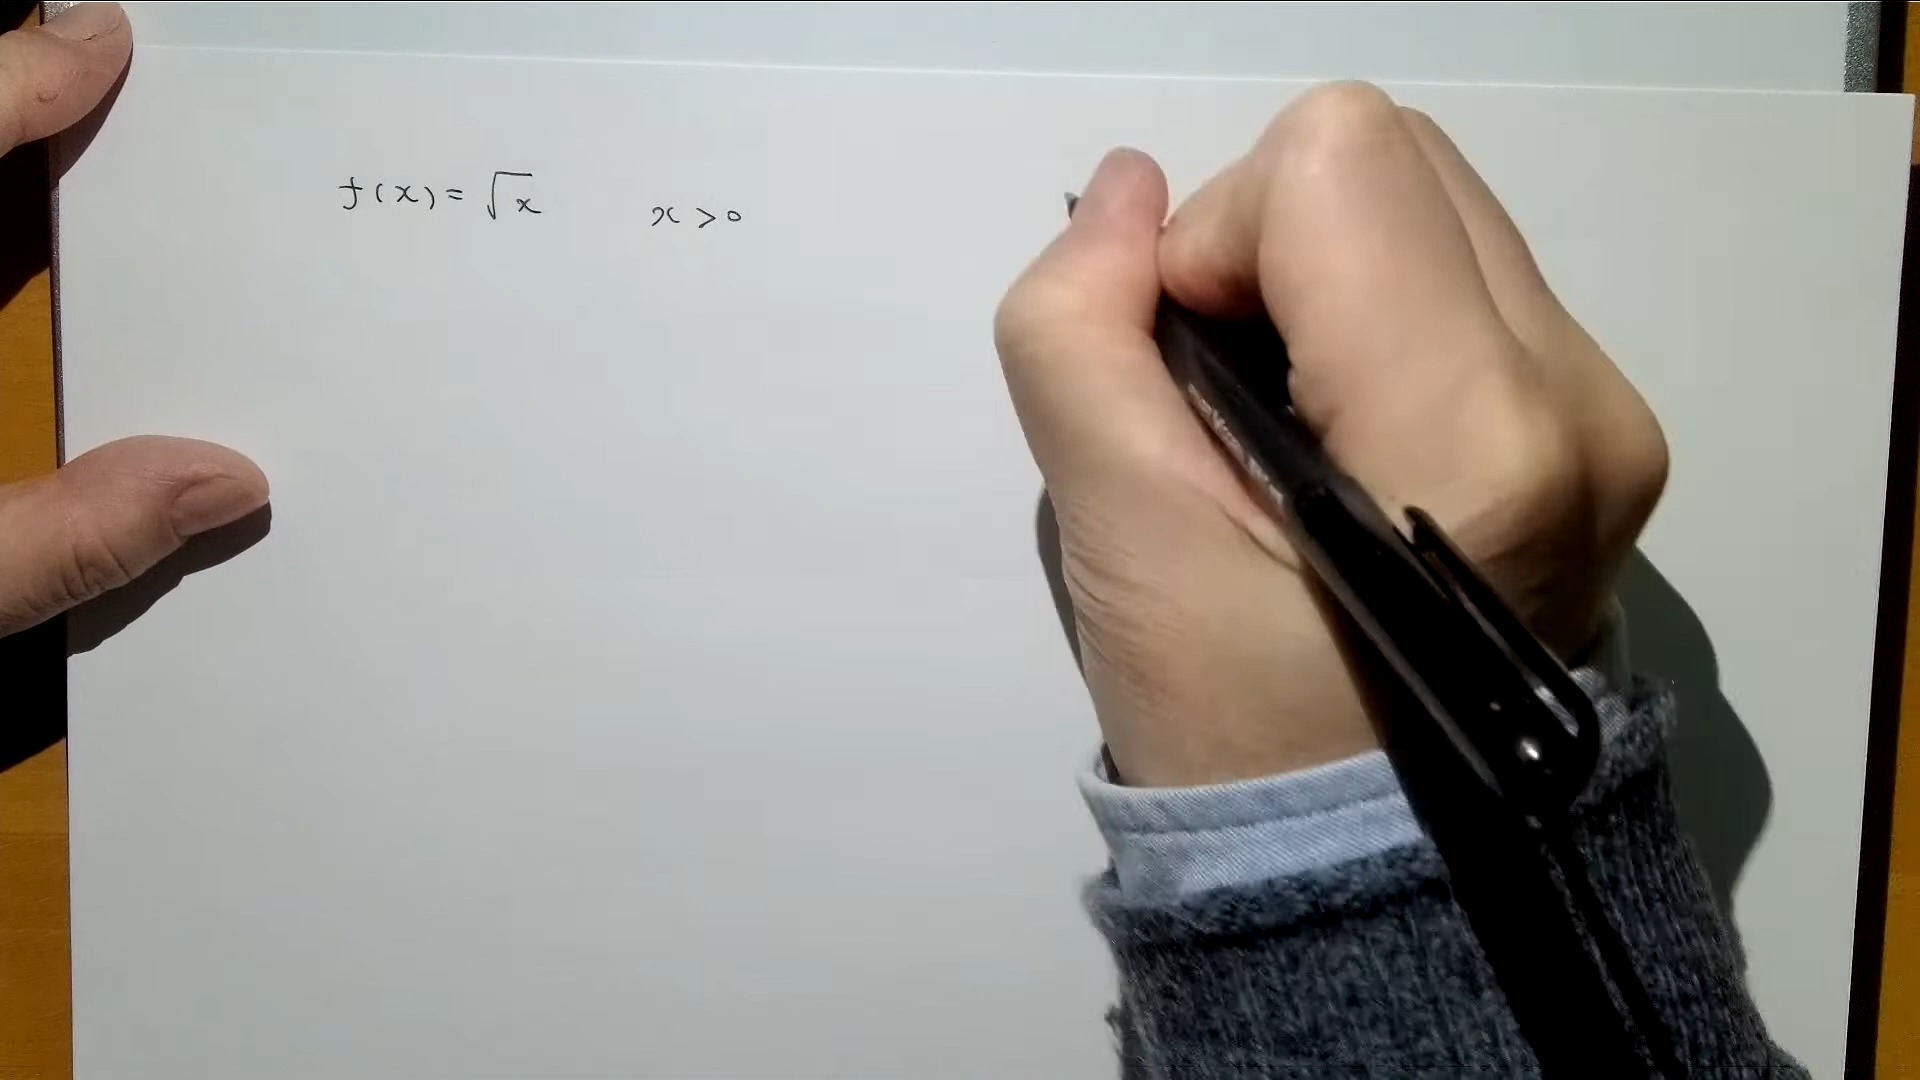 f(x) = √x    x > 0